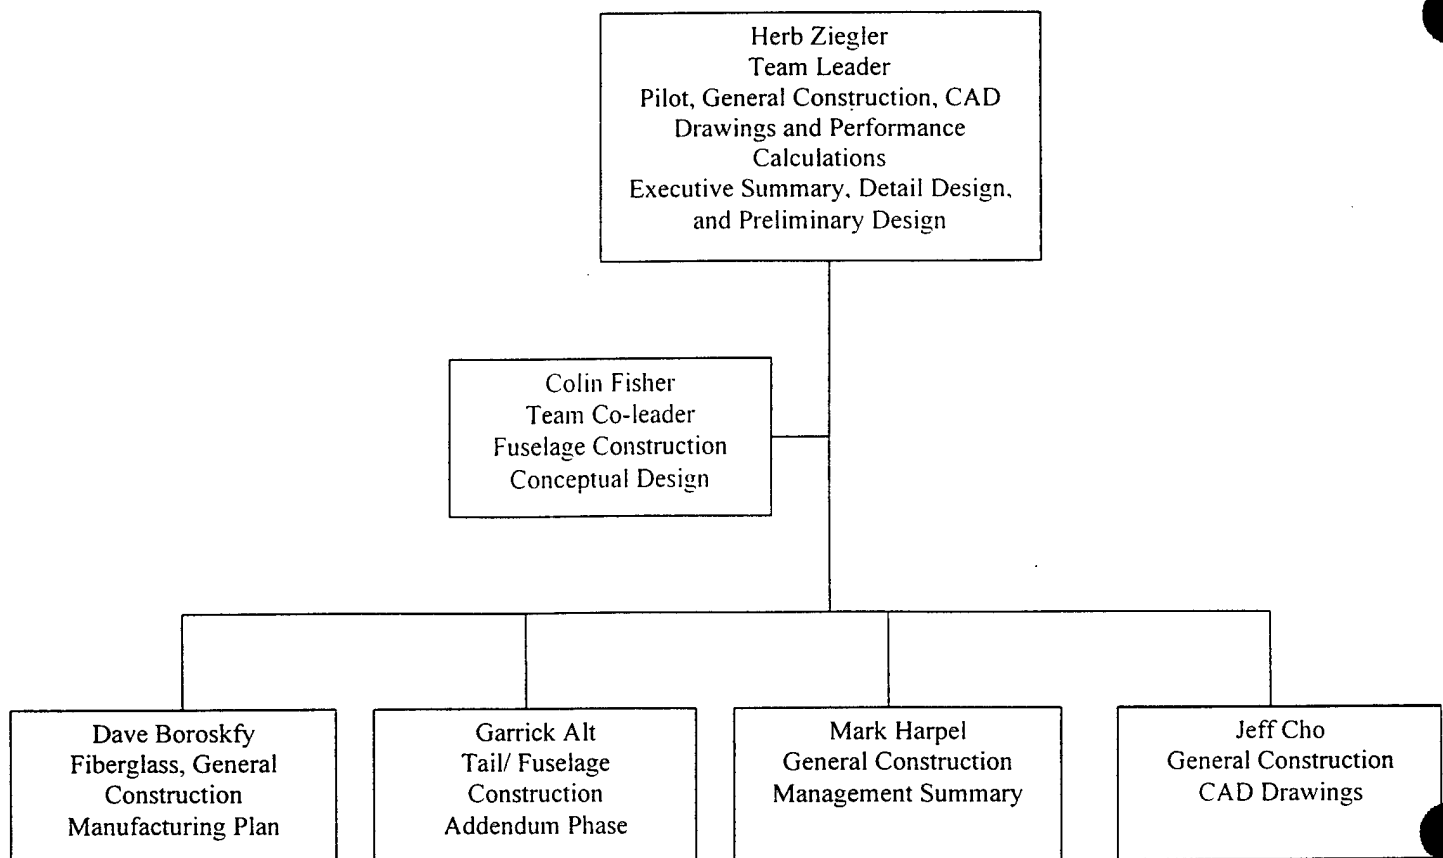 Herb Ziegler
Team Leader
Pilot, General Construction, CAD
Drawings and Performance
Calculations
Executive Summary, Detail Design,
and Preliminary Design
Colin Fisher
Team Co-leader
Fuselage Construction
Conceptual Design
Dave Boroskfy
Fiberglass, General
Construction
Manufacturing Plan
Garrick Alt
Tail/ Fuselage
Construction
Addendum Phase
Mark Harpel
General Construction
Management Summary
Jeff Cho
General Construction
CAD Drawings